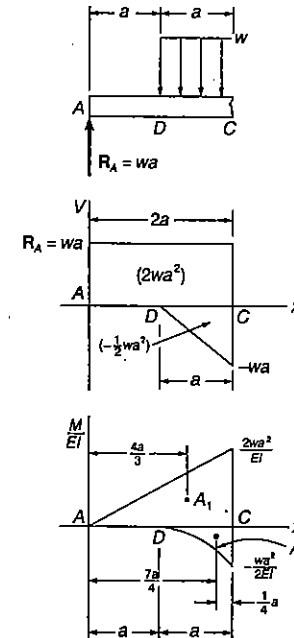 a a
w
A D C
R_A = wa
V
2a
R_A = wa
(2wa²)
A D C
(-½wa²)
-wa
a
M/EI
4a/3
2wa²/EI
A₁
A D C x
7a/4
-wa²/2EI
¼a
a a